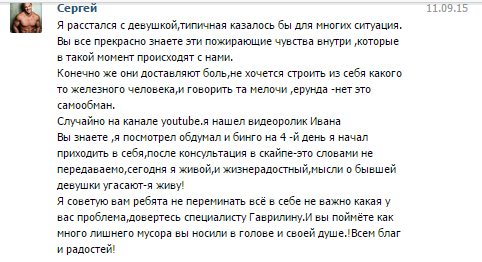 Сергей 11.09.15
Я расстался с девушкой,типичная казалось бы для многих ситуация.
Вы все прекрасно знаете эти пожирающие чувства внутри ,которые
в такой момент происходят с нами.
Конечно же они доставляют боль,не хочется строить из себя какого
то железного человека,и говорить та мелочи ,ерунда -нет это
самообман.
Случайно на канале youtube.я нашел видеоролик Ивана
Вы знаете ,я посмотрел обдумал и бинго на 4 -й день я начал
приходить в себя,после консультация в скайпе-это словами не
передаваемо,сегодня я живой,и жизнерадостный,мысли о бывшей
девушки угасают-я живу!
Я советую вам ребята не переминать всё в себе не важно какая у
вас проблема,довертесь специалисту Гаврилину.И вы поймёте как
много лишнего мусора вы носили в голове и своей душе.!Всем благ
и радостей!